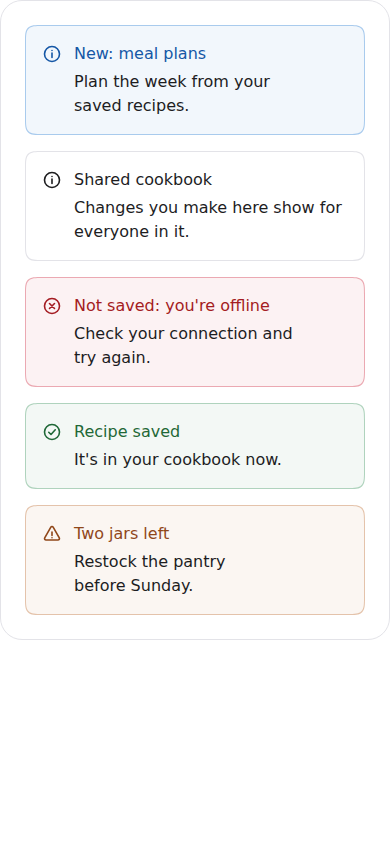 New: meal plans
Plan the week from your
saved recipes.
Shared cookbook
Changes you make here show for
everyone in it.
Not saved: you're offline
Check your connection and
try again.
Recipe saved
It's in your cookbook now.
Two jars left
Restock the pantry
before Sunday.